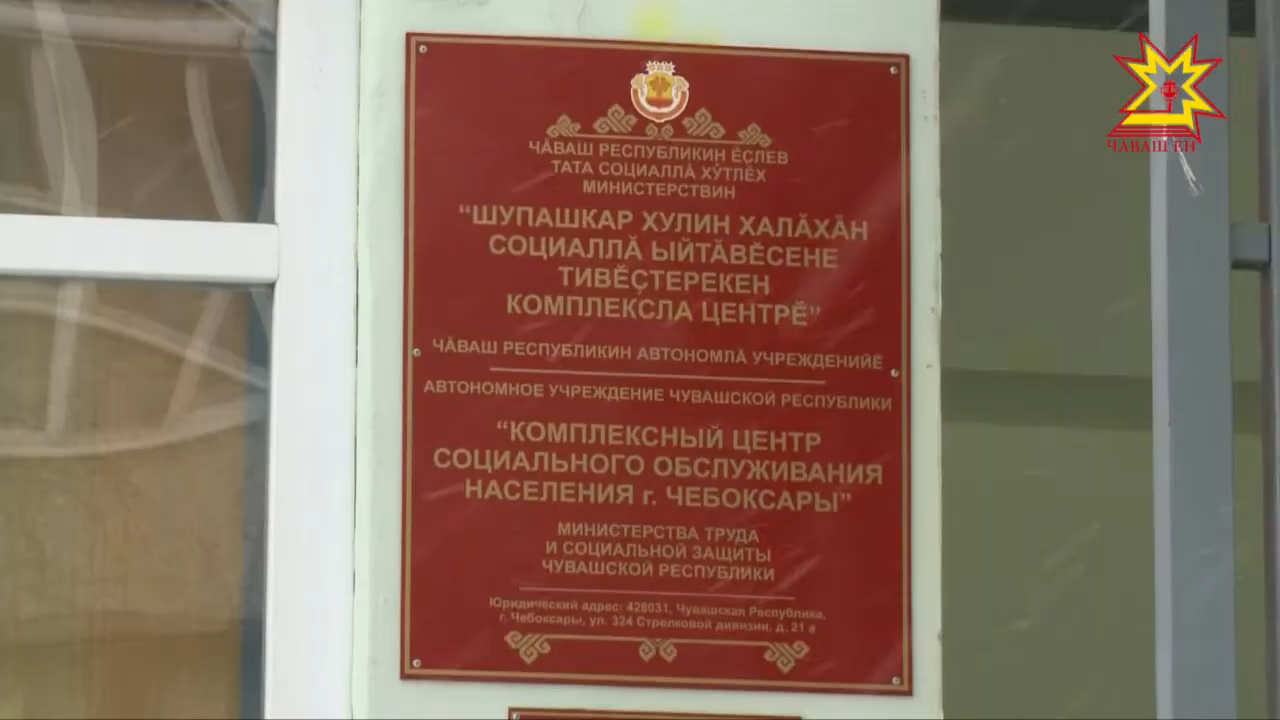 ЧӐВАШ РЕСПУБЛИКИН ӖҪЛЕВ
ТАТА СОЦИАЛЛӐ ХӲТЛӖХ
МИНИСТЕРСТВИН
“ШУПАШКАР ХУЛИН ХАЛӐХӐН
СОЦИАЛЛӐ ЫЙТӐВӖСЕНЕ
ТИВӖҪТЕРЕКЕН
КОМПЛЕКСЛА ЦЕНТРӖ”
ЧӐВАШ РЕСПУБЛИКИН АВТОНОМЛӐ УЧРЕЖДЕНИЙӖ
АВТОНОМНОЕ УЧРЕЖДЕНИЕ ЧУВАШСКОЙ РЕСПУБЛИКИ
“КОМПЛЕКСНЫЙ ЦЕНТР
СОЦИАЛЬНОГО ОБСЛУЖИВАНИЯ
НАСЕЛЕНИЯ г. ЧЕБОКСАРЫ”
МИНИСТЕРСТВА ТРУДА
И СОЦИАЛЬНОЙ ЗАЩИТЫ
ЧУВАШСКОЙ РЕСПУБЛИКИ
Юридический адрес: 428031, Чувашская Республика,
г. Чебоксары, ул. 324 Стрелковой дивизии, д. 21 а
ЧӐВАШ ЕН